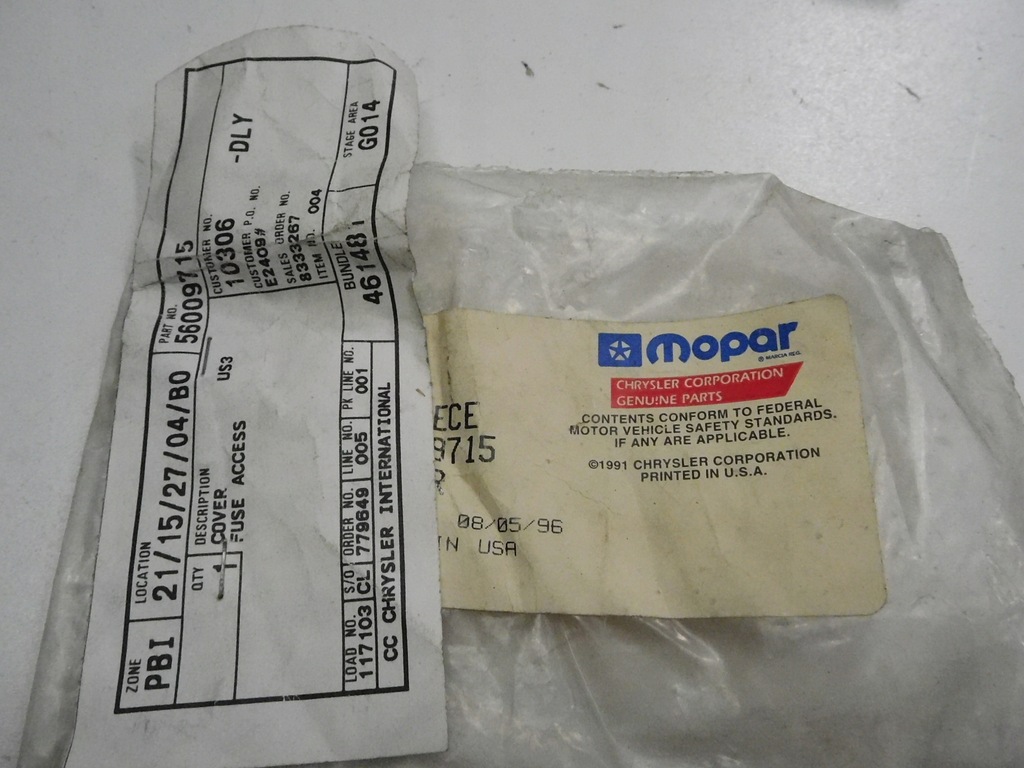 ZONE LOCATION PART NO.
PBI 21/15/27/04/B0 56009715
QTY DESCRIPTION CUSTOMER NO.
1 COVER 10306
FUSE ACCESS US3 -DLY
CUSTOMER P.O. NO.
E2409#
SALES ORDER NO.
8333267
ITEM NO. 004
LOAD NO. S/O ORDER NO. LINE NO. PK LINE NO. BUNDLE STAGE AREA
117103 CL 779649 005 001 46148 G014
CC CHRYSLER INTERNATIONAL
mopar
® MARCA REG.
CHRYSLER CORPORATION
GENUINE PARTS
CONTENTS CONFORM TO FEDERAL
MOTOR VEHICLE SAFETY STANDARDS.
IF ANY ARE APPLICABLE.
©1991 CHRYSLER CORPORATION
PRINTED IN U.S.A.
ECE
9715
08/05/96
IN USA